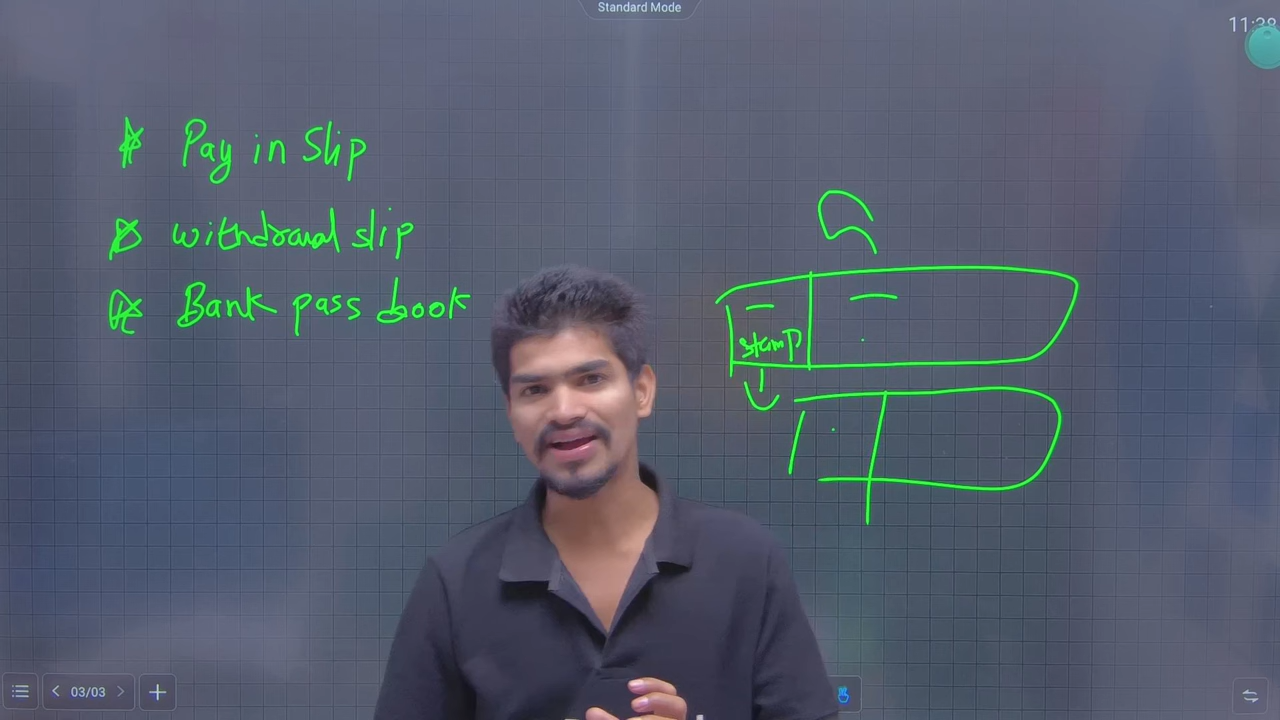 Standard Mode
11:38
Pay in Slip
withdrawal slip
Bank pass book
stamp
03/03